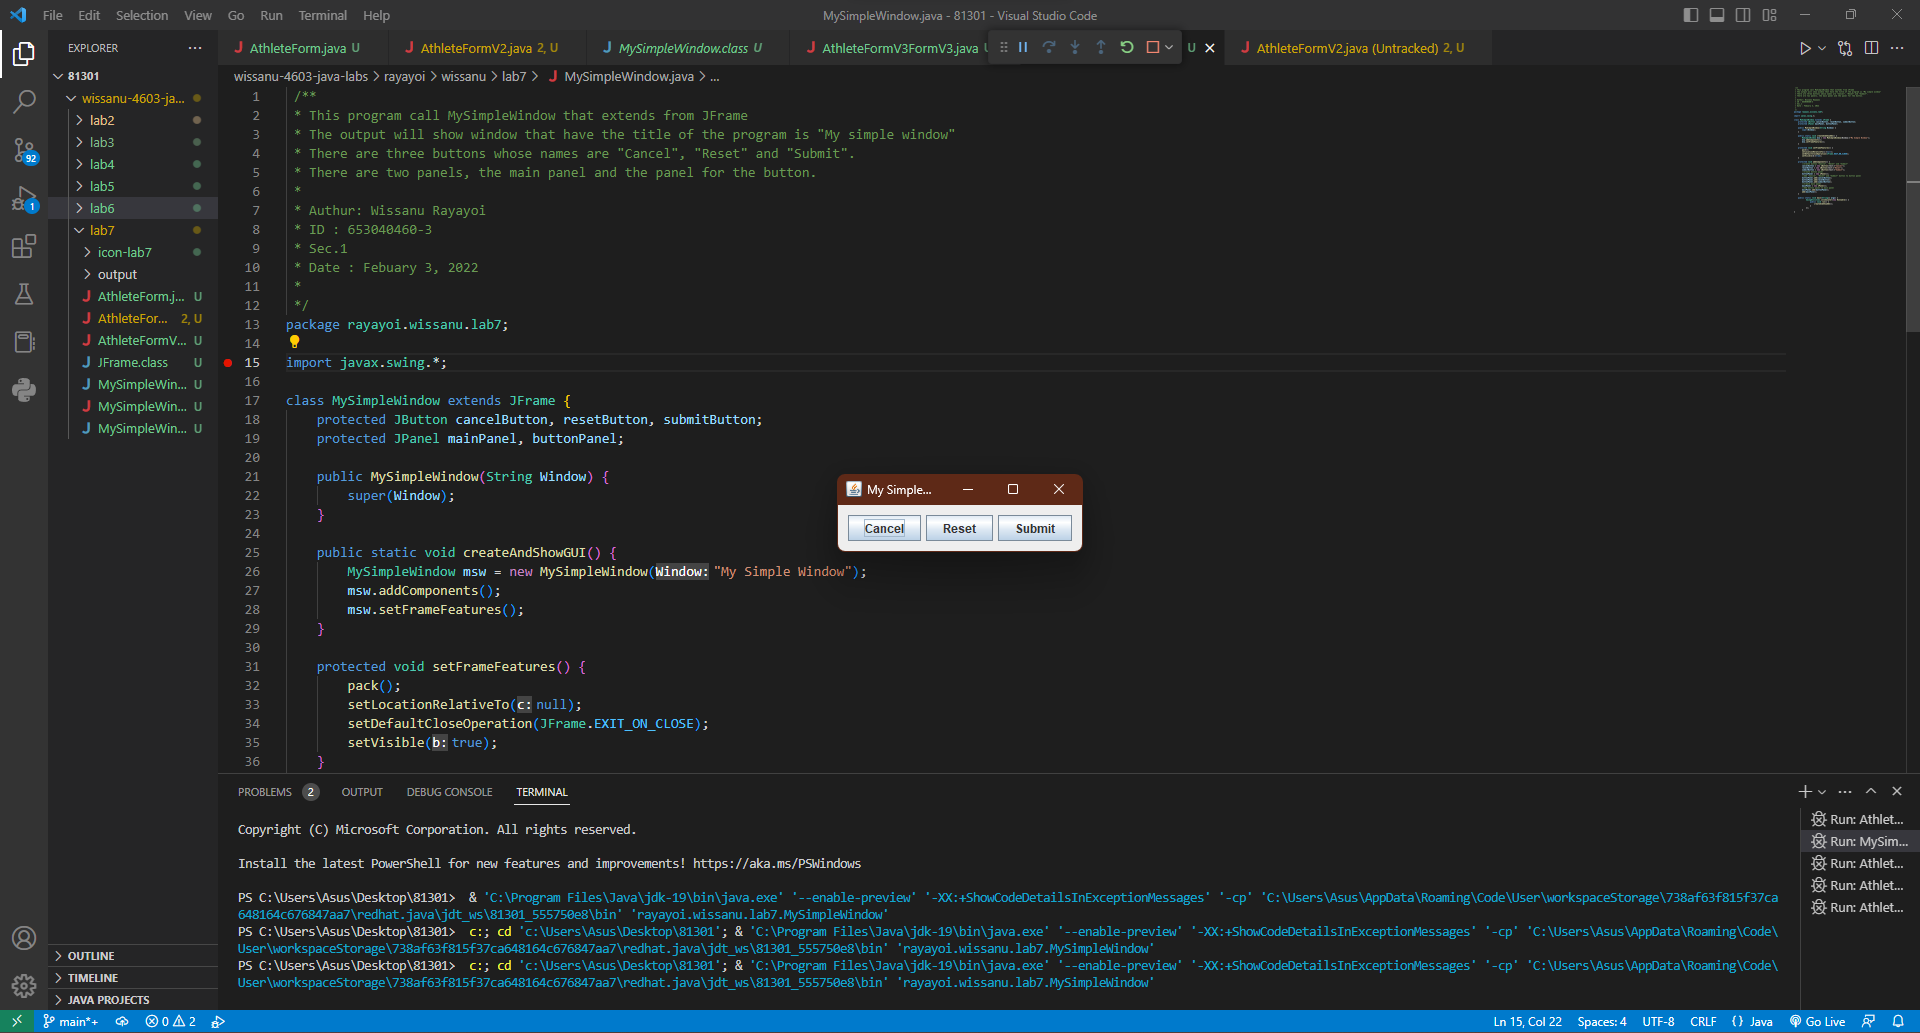 File Edit Selection View Go Run Terminal Help
MySimpleWindow.java - 81301 - Visual Studio Code
EXPLORER
AthleteForm.java U
AthleteFormV2.java 2, U
MySimpleWindow.class U
AthleteFormV3FormV3.java
U
AthleteFormV2.java (Untracked) 2, U
81301
wissanu-4603-ja...
lab2
lab3
lab4
lab5
lab6
lab7
icon-lab7
output
AthleteForm.j... U
AthleteFor... 2, U
AthleteFormV... U
JFrame.class U
MySimpleWin... U
MySimpleWin... U
MySimpleWin... U
92
1
OUTLINE
TIMELINE
JAVA PROJECTS
wissanu-4603-java-labs > rayayoi > wissanu > lab7 > MySimpleWindow.java > ...
1 /**
2 * This program call MySimpleWindow that extends from JFrame
3 * The output will show window that have the title of the program is "My simple window"
4 * There are three buttons whose names are "Cancel", "Reset" and "Submit".
5 * There are two panels, the main panel and the panel for the button.
6 *
7 * Authur: Wissanu Rayayoi
8 * ID : 653040460-3
9 * Sec.1
10 * Date : Febuary 3, 2022
11 *
12 */
13 package rayayoi.wissanu.lab7;
14
15 import javax.swing.*;
16
17 class MySimpleWindow extends JFrame {
18 protected JButton cancelButton, resetButton, submitButton;
19 protected JPanel mainPanel, buttonPanel;
20
21 public MySimpleWindow(String Window) {
22 super(Window);
23 }
24
25 public static void createAndShowGUI() {
26 MySimpleWindow msw = new MySimpleWindow(Window: "My Simple Window");
27 msw.addComponents();
28 msw.setFrameFeatures();
29 }
30
31 protected void setFrameFeatures() {
32 pack();
33 setLocationRelativeTo(c: null);
34 setDefaultCloseOperation(JFrame.EXIT_ON_CLOSE);
35 setVisible(b: true);
36 }
My Simple...
Cancel Reset Submit
PROBLEMS 2 OUTPUT DEBUG CONSOLE TERMINAL
Copyright (C) Microsoft Corporation. All rights reserved.
Install the latest PowerShell for new features and improvements! https://aka.ms/PSWindows
PS C:\Users\Asus\Desktop\81301>  & 'C:\Program Files\Java\jdk-19\bin\java.exe' '--enable-preview' '-XX:+ShowCodeDetailsInExceptionMessages' '-cp' 'C:\Users\Asus\AppData\Roaming\Code\User\workspaceStorage\738af63f815f37ca
648164c676847aa7\redhat.java\jdt_ws\81301_555750e8\bin' 'rayayoi.wissanu.lab7.MySimpleWindow'
PS C:\Users\Asus\Desktop\81301>  c:; cd 'c:\Users\Asus\Desktop\81301'; & 'C:\Program Files\Java\jdk-19\bin\java.exe' '--enable-preview' '-XX:+ShowCodeDetailsInExceptionMessages' '-cp' 'C:\Users\Asus\AppData\Roaming\Code\
User\workspaceStorage\738af63f815f37ca648164c676847aa7\redhat.java\jdt_ws\81301_555750e8\bin' 'rayayoi.wissanu.lab7.MySimpleWindow'
PS C:\Users\Asus\Desktop\81301>  c:; cd 'c:\Users\Asus\Desktop\81301'; & 'C:\Program Files\Java\jdk-19\bin\java.exe' '--enable-preview' '-XX:+ShowCodeDetailsInExceptionMessages' '-cp' 'C:\Users\Asus\AppData\Roaming\Code\
User\workspaceStorage\738af63f815f37ca648164c676847aa7\redhat.java\jdt_ws\81301_555750e8\bin' 'rayayoi.wissanu.lab7.MySimpleWindow'
Run: Athlet...
Run: MySim...
Run: Athlet...
Run: Athlet...
Run: Athlet...
main*+ 0 2
Ln 15, Col 22 Spaces: 4 UTF-8 CRLF {} Java Go Live